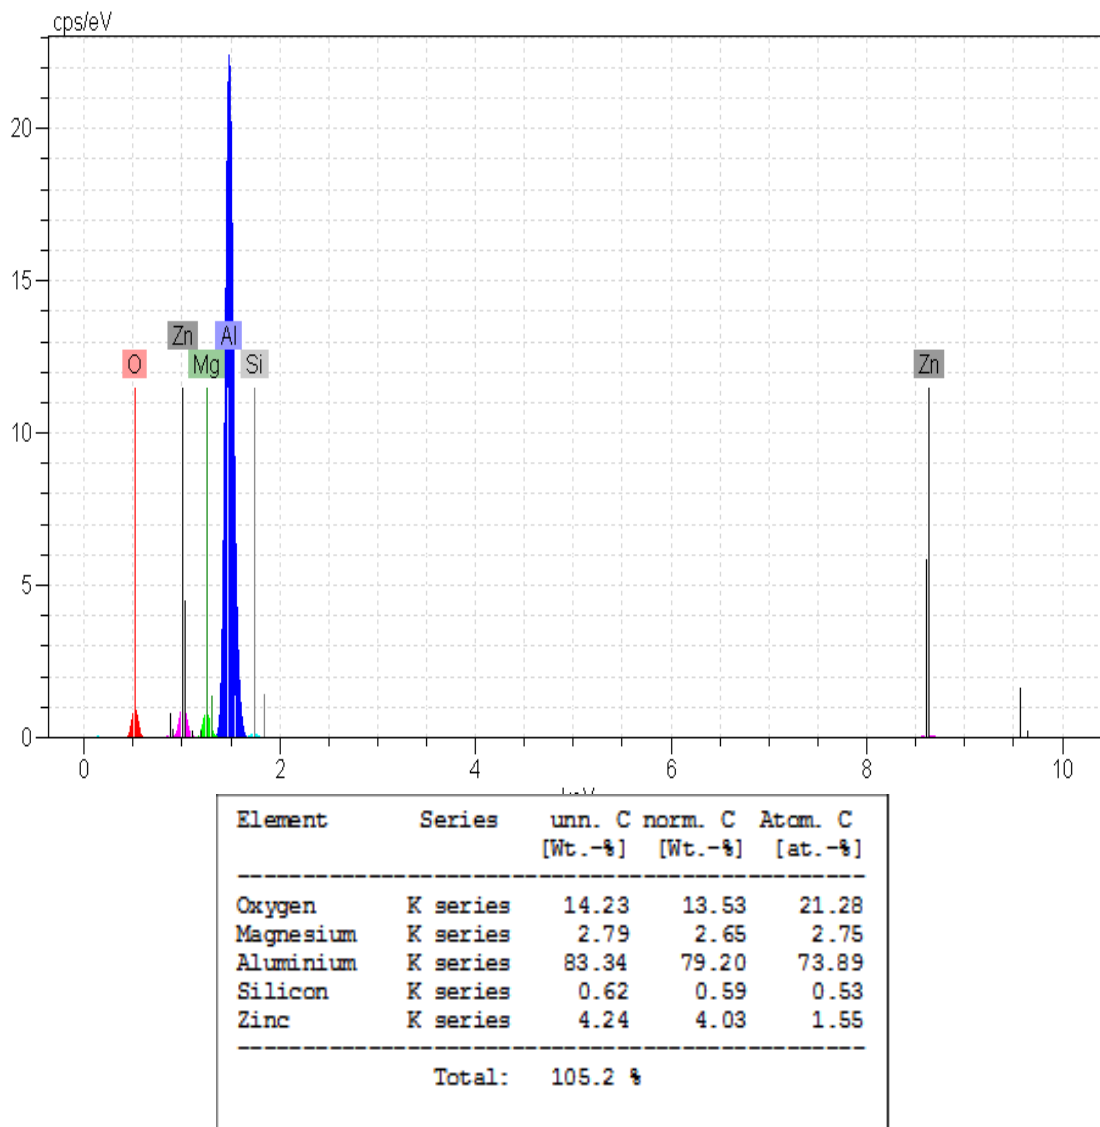 cps/eV
20
15
10
5
0
Zn Al
O Mg Si Zn
0 2 4 6 8 10
Element Series unn. C norm. C Atom. C
[Wt.-%] [Wt.-%] [at.-%]
Oxygen K series 14.23 13.53 21.28
Magnesium K series 2.79 2.65 2.75
Aluminium K series 83.34 79.20 73.89
Silicon K series 0.62 0.59 0.53
Zinc K series 4.24 4.03 1.55
Total: 105.2 %